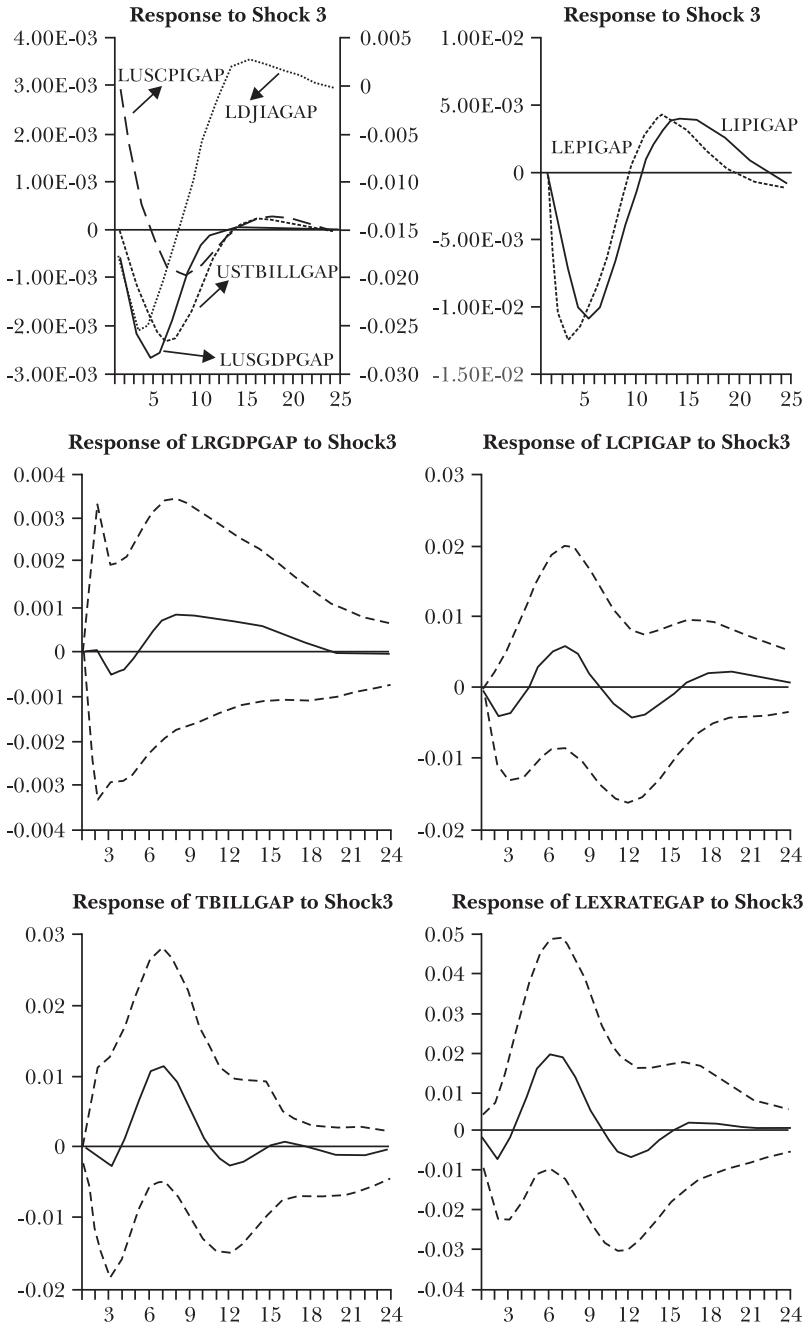 Response to Shock 3
4.00E-03
3.00E-03
2.00E-03
1.00E-03
0
-1.00E-03
-2.00E-03
-3.00E-03
0.005
0
-0.005
-0.010
-0.015
-0.020
-0.026
-0.030
LUSCPIGAP
LDJIAGAP
USTBILLGAP
LUSGDPGAP
5 10 15 20 25
Response to Shock 3
1.00E-02
5.00E-03
0
-5.00E-03
-1.00E-02
-1.50E-02
LEPIGAP
LIPIGAP
5 10 15 20 25
Response of LRGDPGAP to Shock3
0.004
0.003
0.002
0.001
0
-0.001
-0.002
-0.003
-0.004
3 6 9 12 15 18 21 24
Response of LCPIGAP to Shock3
0.03
0.02
0.01
0
-0.01
-0.02
3 6 9 12 15 18 21 24
Response of TBILLGAP to Shock3
0.03
0.02
0.01
0
-0.01
-0.02
3 6 9 12 15 18 21 24
Response of LEXRATEGAP to Shock3
0.05
0.04
0.03
0.02
0.01
0
-0.01
-0.02
-0.03
-0.04
3 6 9 12 15 18 21 24